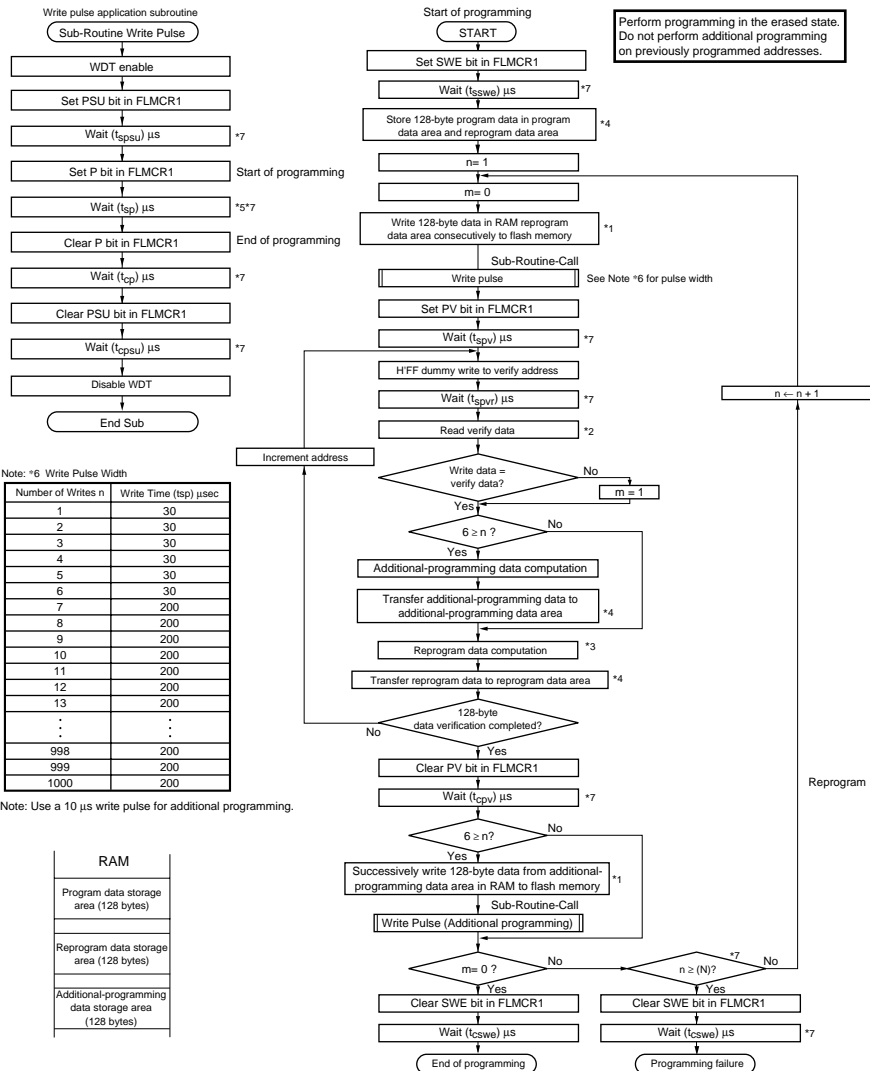 Write pulse application subroutine
Sub-Routine Write Pulse
WDT enable
Set PSU bit in FLMCR1
Wait (tspsu) µs
*7
Set P bit in FLMCR1
Start of programming
Wait (tsp) µs
*5*7
Clear P bit in FLMCR1
End of programming
Wait (tcp) µs
*7
Clear PSU bit in FLMCR1
Wait (tcpsu) µs
*7
Disable WDT
End Sub
Note: *6 Write Pulse Width
Number of Writes n Write Time (tsp) µsec
1 30
2 30
3 30
4 30
5 30
6 30
7 200
8 200
9 200
10 200
11 200
12 200
13 200
998 200
999 200
1000 200
Note: Use a 10 µs write pulse for additional programming.
RAM
Program data storage
area (128 bytes)
Reprogram data storage
area (128 bytes)
Additional-programming
data storage area
(128 bytes)
Start of programming
START
Perform programming in the erased state.
Do not perform additional programming
on previously programmed addresses.
Set SWE bit in FLMCR1
Wait (tsswe) µs
*7
Store 128-byte program data in program
data area and reprogram data area
*4
n= 1
m= 0
Write 128-byte data in RAM reprogram
data area consecutively to flash memory
*1
Sub-Routine-Call
Write pulse
See Note *6 for pulse width
Set PV bit in FLMCR1
Wait (tspv) µs
*7
H'FF dummy write to verify address
Wait (tspvr) µs
*7
Read verify data
*2
Increment address
n ← n + 1
Write data =
verify data?
No
m = 1
Yes
6 ≥ n ?
No
Yes
Additional-programming data computation
Transfer additional-programming data to
additional-programming data area
*4
Reprogram data computation
*3
Transfer reprogram data to reprogram data area
*4
128-byte
data verification completed?
No
Yes
Clear PV bit in FLMCR1
Reprogram
Wait (tcpv) µs
*7
6 ≥ n?
No
Yes
Successively write 128-byte data from additional-
programming data area in RAM to flash memory
*1
Sub-Routine-Call
Write Pulse (Additional programming)
m= 0 ?
No
*7
n ≥ (N)?
No
Yes
Yes
Clear SWE bit in FLMCR1
Clear SWE bit in FLMCR1
Wait (tcswe) µs
Wait (tcswe) µs
*7
End of programming
Programming failure